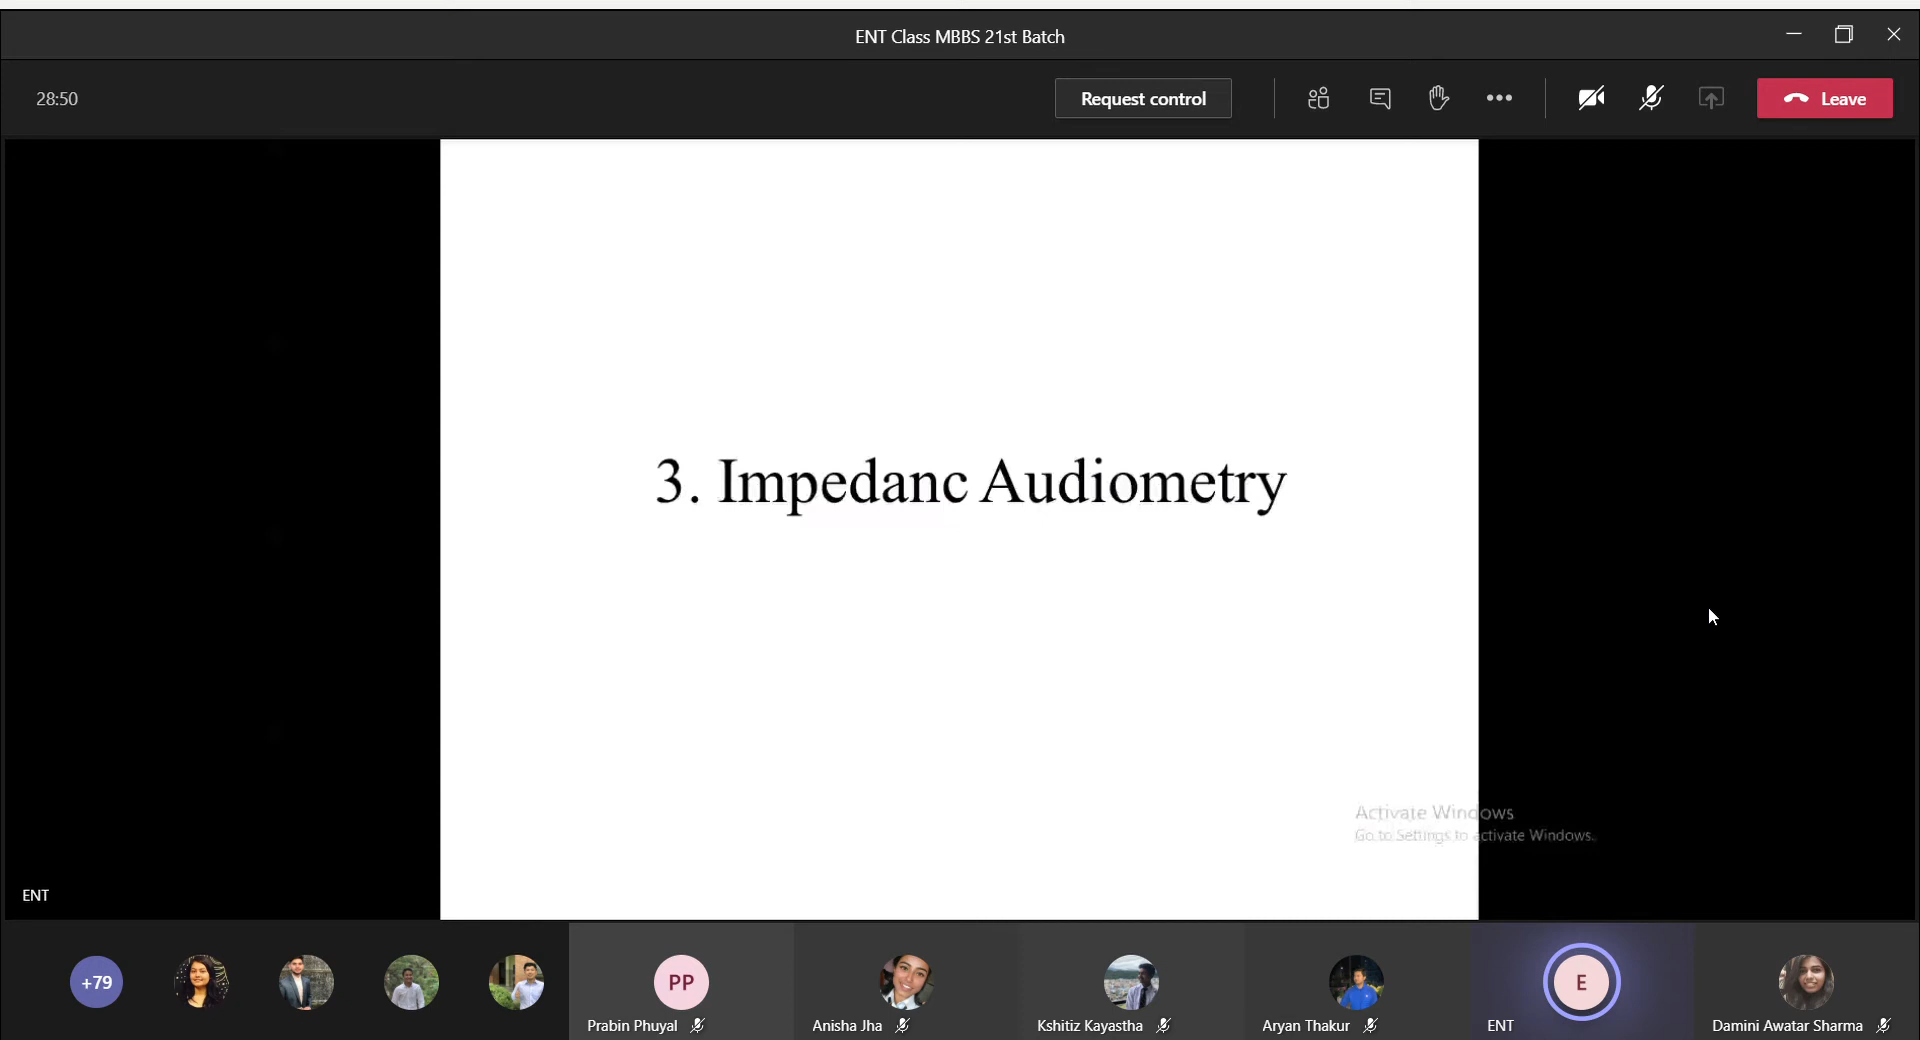 ENT Class MBBS 21st Batch
28:50
Request control
Leave
3. Impedanc Audiometry
Activate Windows
Go to Settings to activate Windows.
ENT
+79
PP
E
Prabin Phuyal
Anisha Jha
Kshitiz Kayastha
Aryan Thakur
ENT
Damini Awatar Sharma